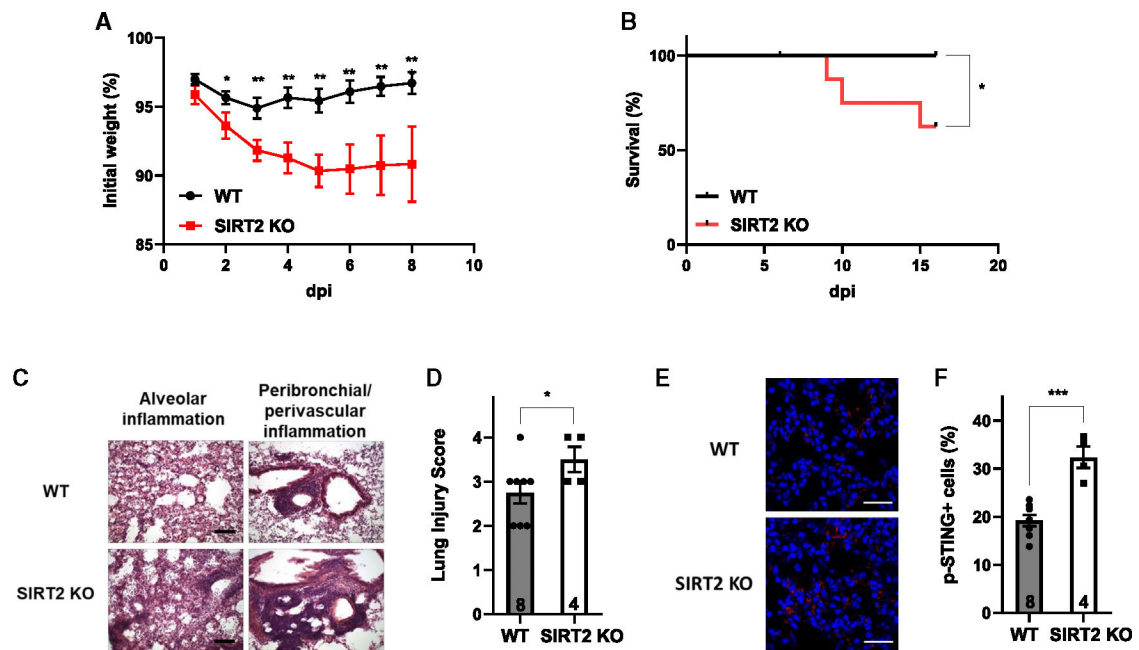 A
Initial weight (%)
100
95
90
85
* ** ** ** ** ** **
*
WT
SIRT2 KO
0 2 4 6 8 10
dpi
B
Survival (%)
100
50
0
*
WT
SIRT2 KO
0 5 10 15 20
dpi
C
Alveolar
inflammation
Peribronchial/
perivascular
inflammation
WT
SIRT2 KO
D
Lung Injury Score
4
3
2
1
0
*
8 4
WT SIRT2 KO
E
WT
SIRT2 KO
F
p-STING+ cells (%)
40
30
20
10
0
***
8 4
WT SIRT2 KO